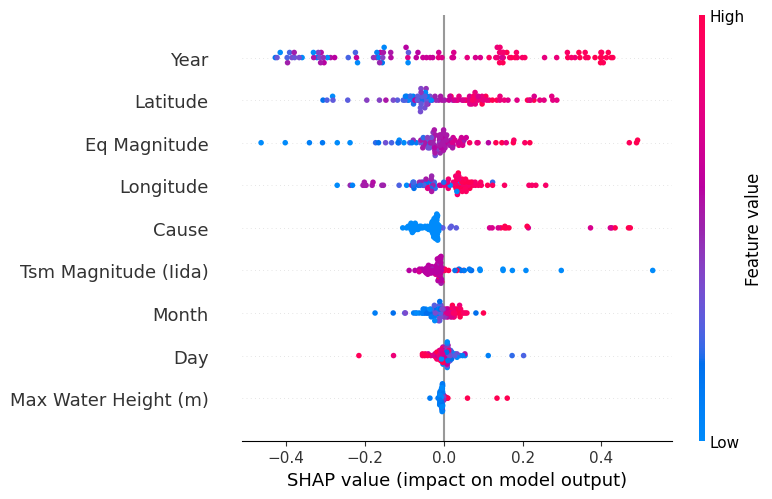 High
Year
Latitude
Eq Magnitude
Longitude
Cause
Tsm Magnitude (Iida)
Month
Day
Max Water Height (m)
Feature value
Low
−0.4 −0.2 0.0 0.2 0.4
SHAP value (impact on model output)